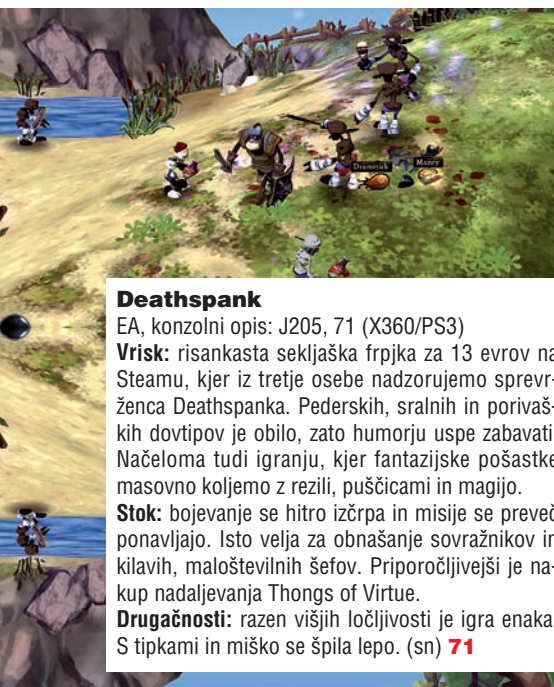 Drumstick
Money
Deathspank
EA, konzolni opis: J205, 71 (X360/PS3)
Vrisk: risankasta sekljaška frpjka za 13 evrov na
Steamu, kjer iz tretje osebe nadzorujemo sprevr-
ženca Deathspanka. Pederskih, sralnih in porivaš-
kih dovtipov je obilo, zato humorju uspe zabavati.
Načeloma tudi igranju, kjer fantazijske pošastke
masovno koljemo z rezili, puščicami in magijo.
Stok: bojevanje se hitro izčrpa in misije se preveč
ponavljajo. Isto velja za obnašanje sovražnikov in
kilavih, maloštevilnih šefov. Priporočljivejši je na-
kup nadaljevanja Thongs of Virtue.
Drugačnosti: razen višjih ločljivosti je igra enaka.
S tipkami in miško se špila lepo. (sn) 71